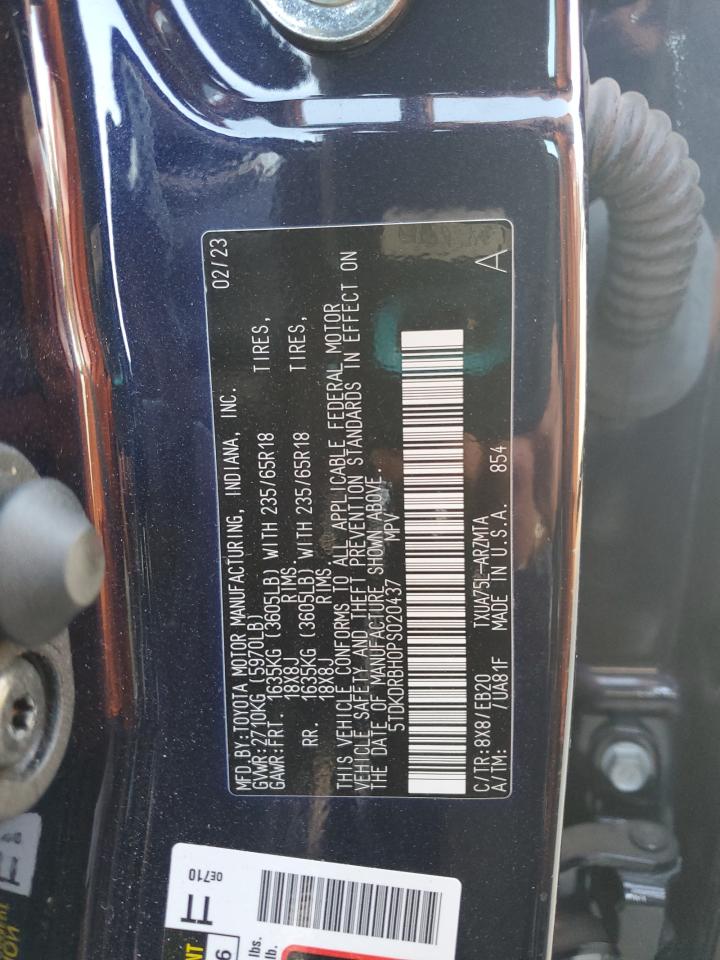 MFD.BY:TOYOTA MOTOR MANUFACTURING, INDIANA, INC. 02/23
GVWR:2710KG (5970LB)
GAWR:FRT. 1635KG (3605LB) WITH 235/65R18 TIRES,
18X8J RIMS
RR. 1635KG (3605LB) WITH 235/65R18 TIRES,
18X8J RIMS
THIS VEHICLE CONFORMS TO ALL APPLICABLE FEDERAL MOTOR
VEHICLE SAFETY AND THEFT PREVENTION STANDARDS IN EFFECT ON
THE DATE OF MANUFACTURE SHOWN ABOVE.
5TDKDRBH0PS020437 MPV
C/TR:8X8/EB20 TXUA75L-ARZMTA A
A/TM: /UA81F MADE IN U.S.A. 854
TT 0E710
lbs.
lb.